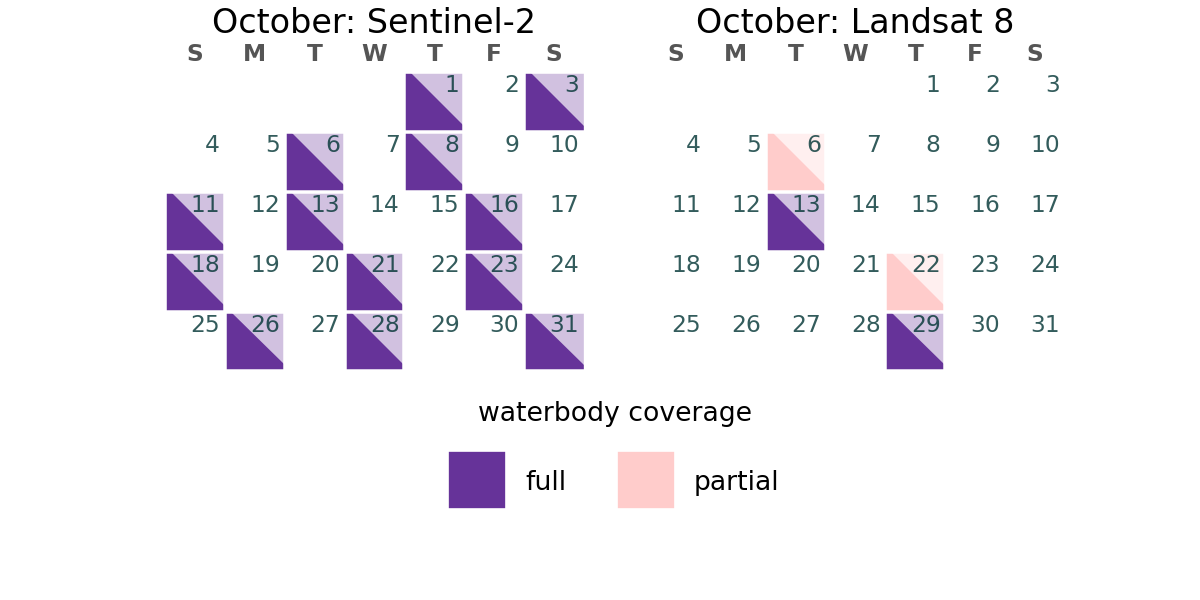 October: Sentinel-2
S M T W T F S
1 2 3
4 5 6 7 8 9 10
11 12 13 14 15 16 17
18 19 20 21 22 23 24
25 26 27 28 29 30 31
October: Landsat 8
S M T W T F S
1 2 3
4 5 6 7 8 9 10
11 12 13 14 15 16 17
18 19 20 21 22 23 24
25 26 27 28 29 30 31
waterbody coverage
full
partial